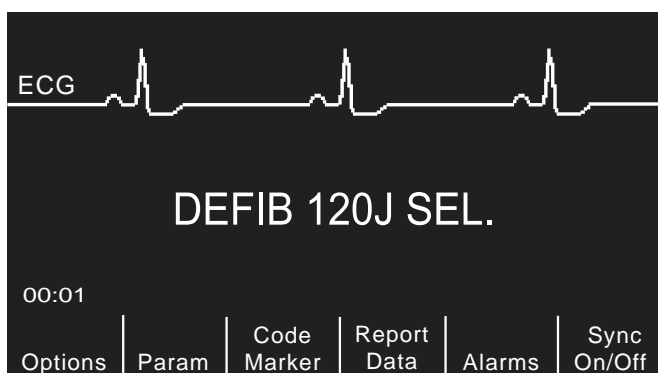 ECG
DEFIB 120J SEL.
00:01
Code Report Sync
Options Param Marker Data Alarms On/Off